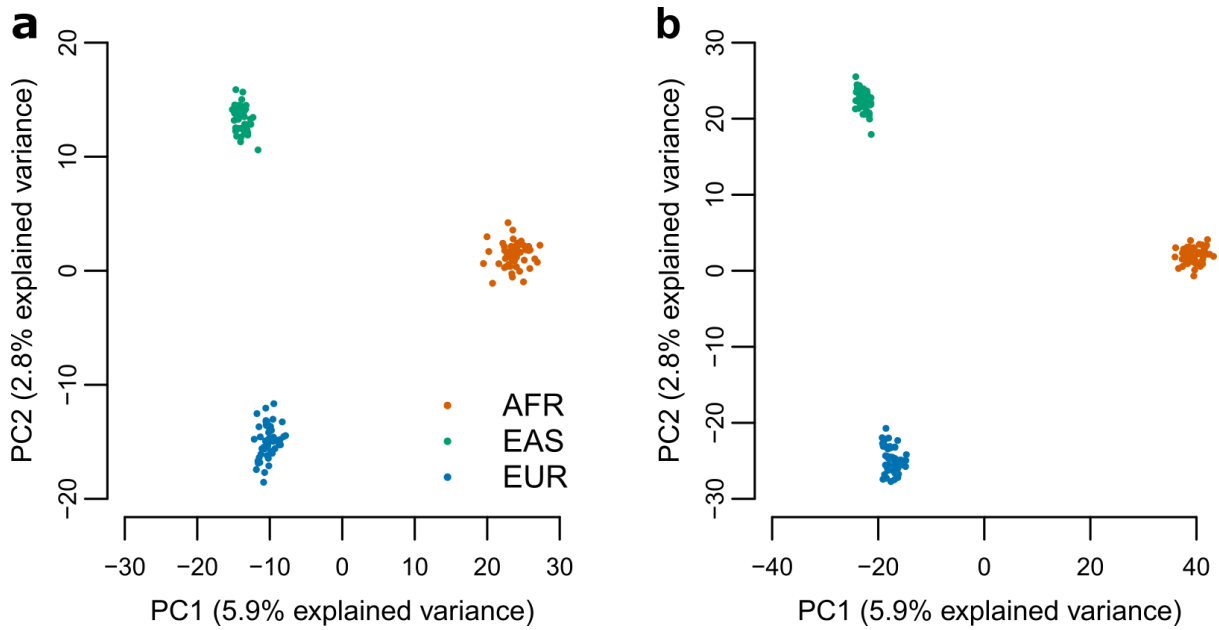 a
20
10
0
−10
−20
PC2 (2.8% explained variance)
AFR
EAS
EUR
−30 −20 −10 0 10 20 30
PC1 (5.9% explained variance)
b
30
20
10
0
−10
−20
−30
PC2 (2.8% explained variance)
−40 −20 0 20 40
PC1 (5.9% explained variance)